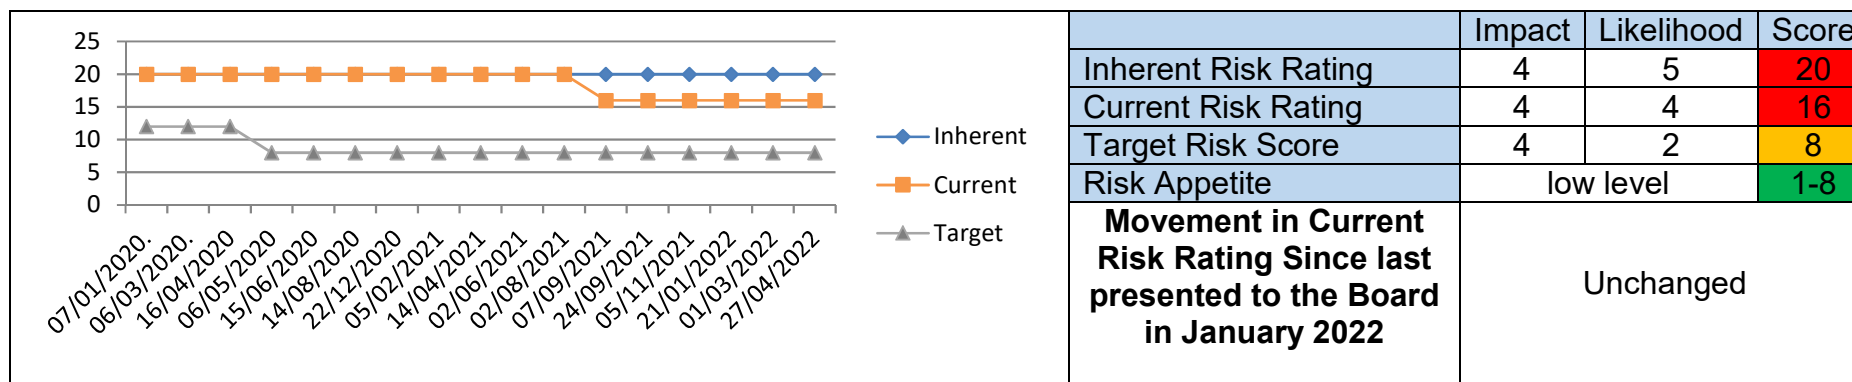 25
20
15
10
5
0
07/01/2020.
06/03/2020.
16/04/2020
06/05/2020
15/06/2020
14/08/2020
22/12/2020
05/02/2021
14/04/2021
02/06/2021
02/08/2021
07/09/2021
24/09/2021
05/11/2021
21/01/2022
01/03/2022
27/04/2022
Inherent
Current
Target
Impact Likelihood Score
Inherent Risk Rating 4 5 20
Current Risk Rating 4 4 16
Target Risk Score 4 2 8
Risk Appetite low level 1-8
Movement in Current
Risk Rating Since last
presented to the Board
in January 2022
Unchanged